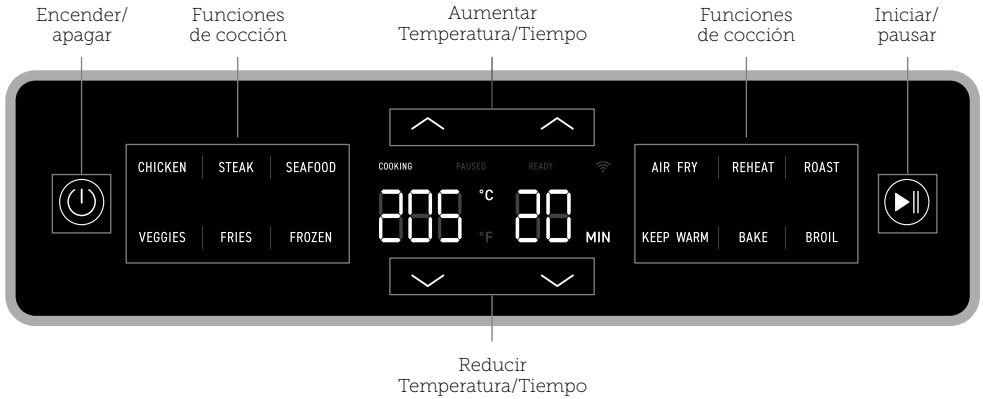 Encender/
apagar
Funciones
de cocción
Aumentar
Temperatura/Tiempo
Funciones
de cocción
Iniciar/
pausar
CHICKEN STEAK SEAFOOD
VEGGIES FRIES FROZEN
COOKING PAUSED READY
205 °C °F 20 MIN
AIR FRY REHEAT ROAST
KEEP WARM BAKE BROIL
Reducir
Temperatura/Tiempo